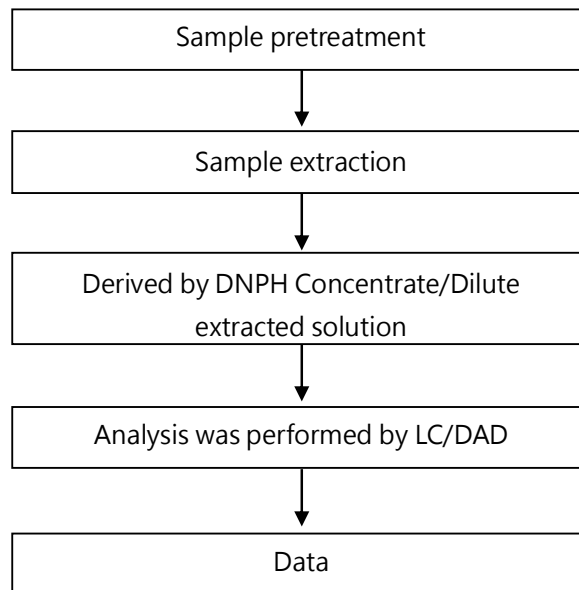 Sample pretreatment
Sample extraction
Derived by DNPH Concentrate/Dilute
extracted solution
Analysis was performed by LC/DAD
Data